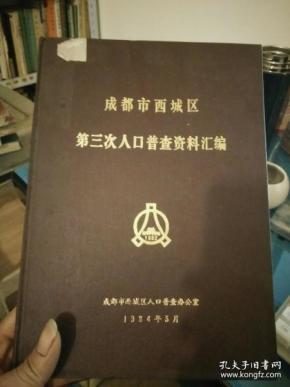 成都市西城区
第三次人口普查资料汇编
1982
成都市西城区人口普查办公室
1984年5月
孔夫子旧书网